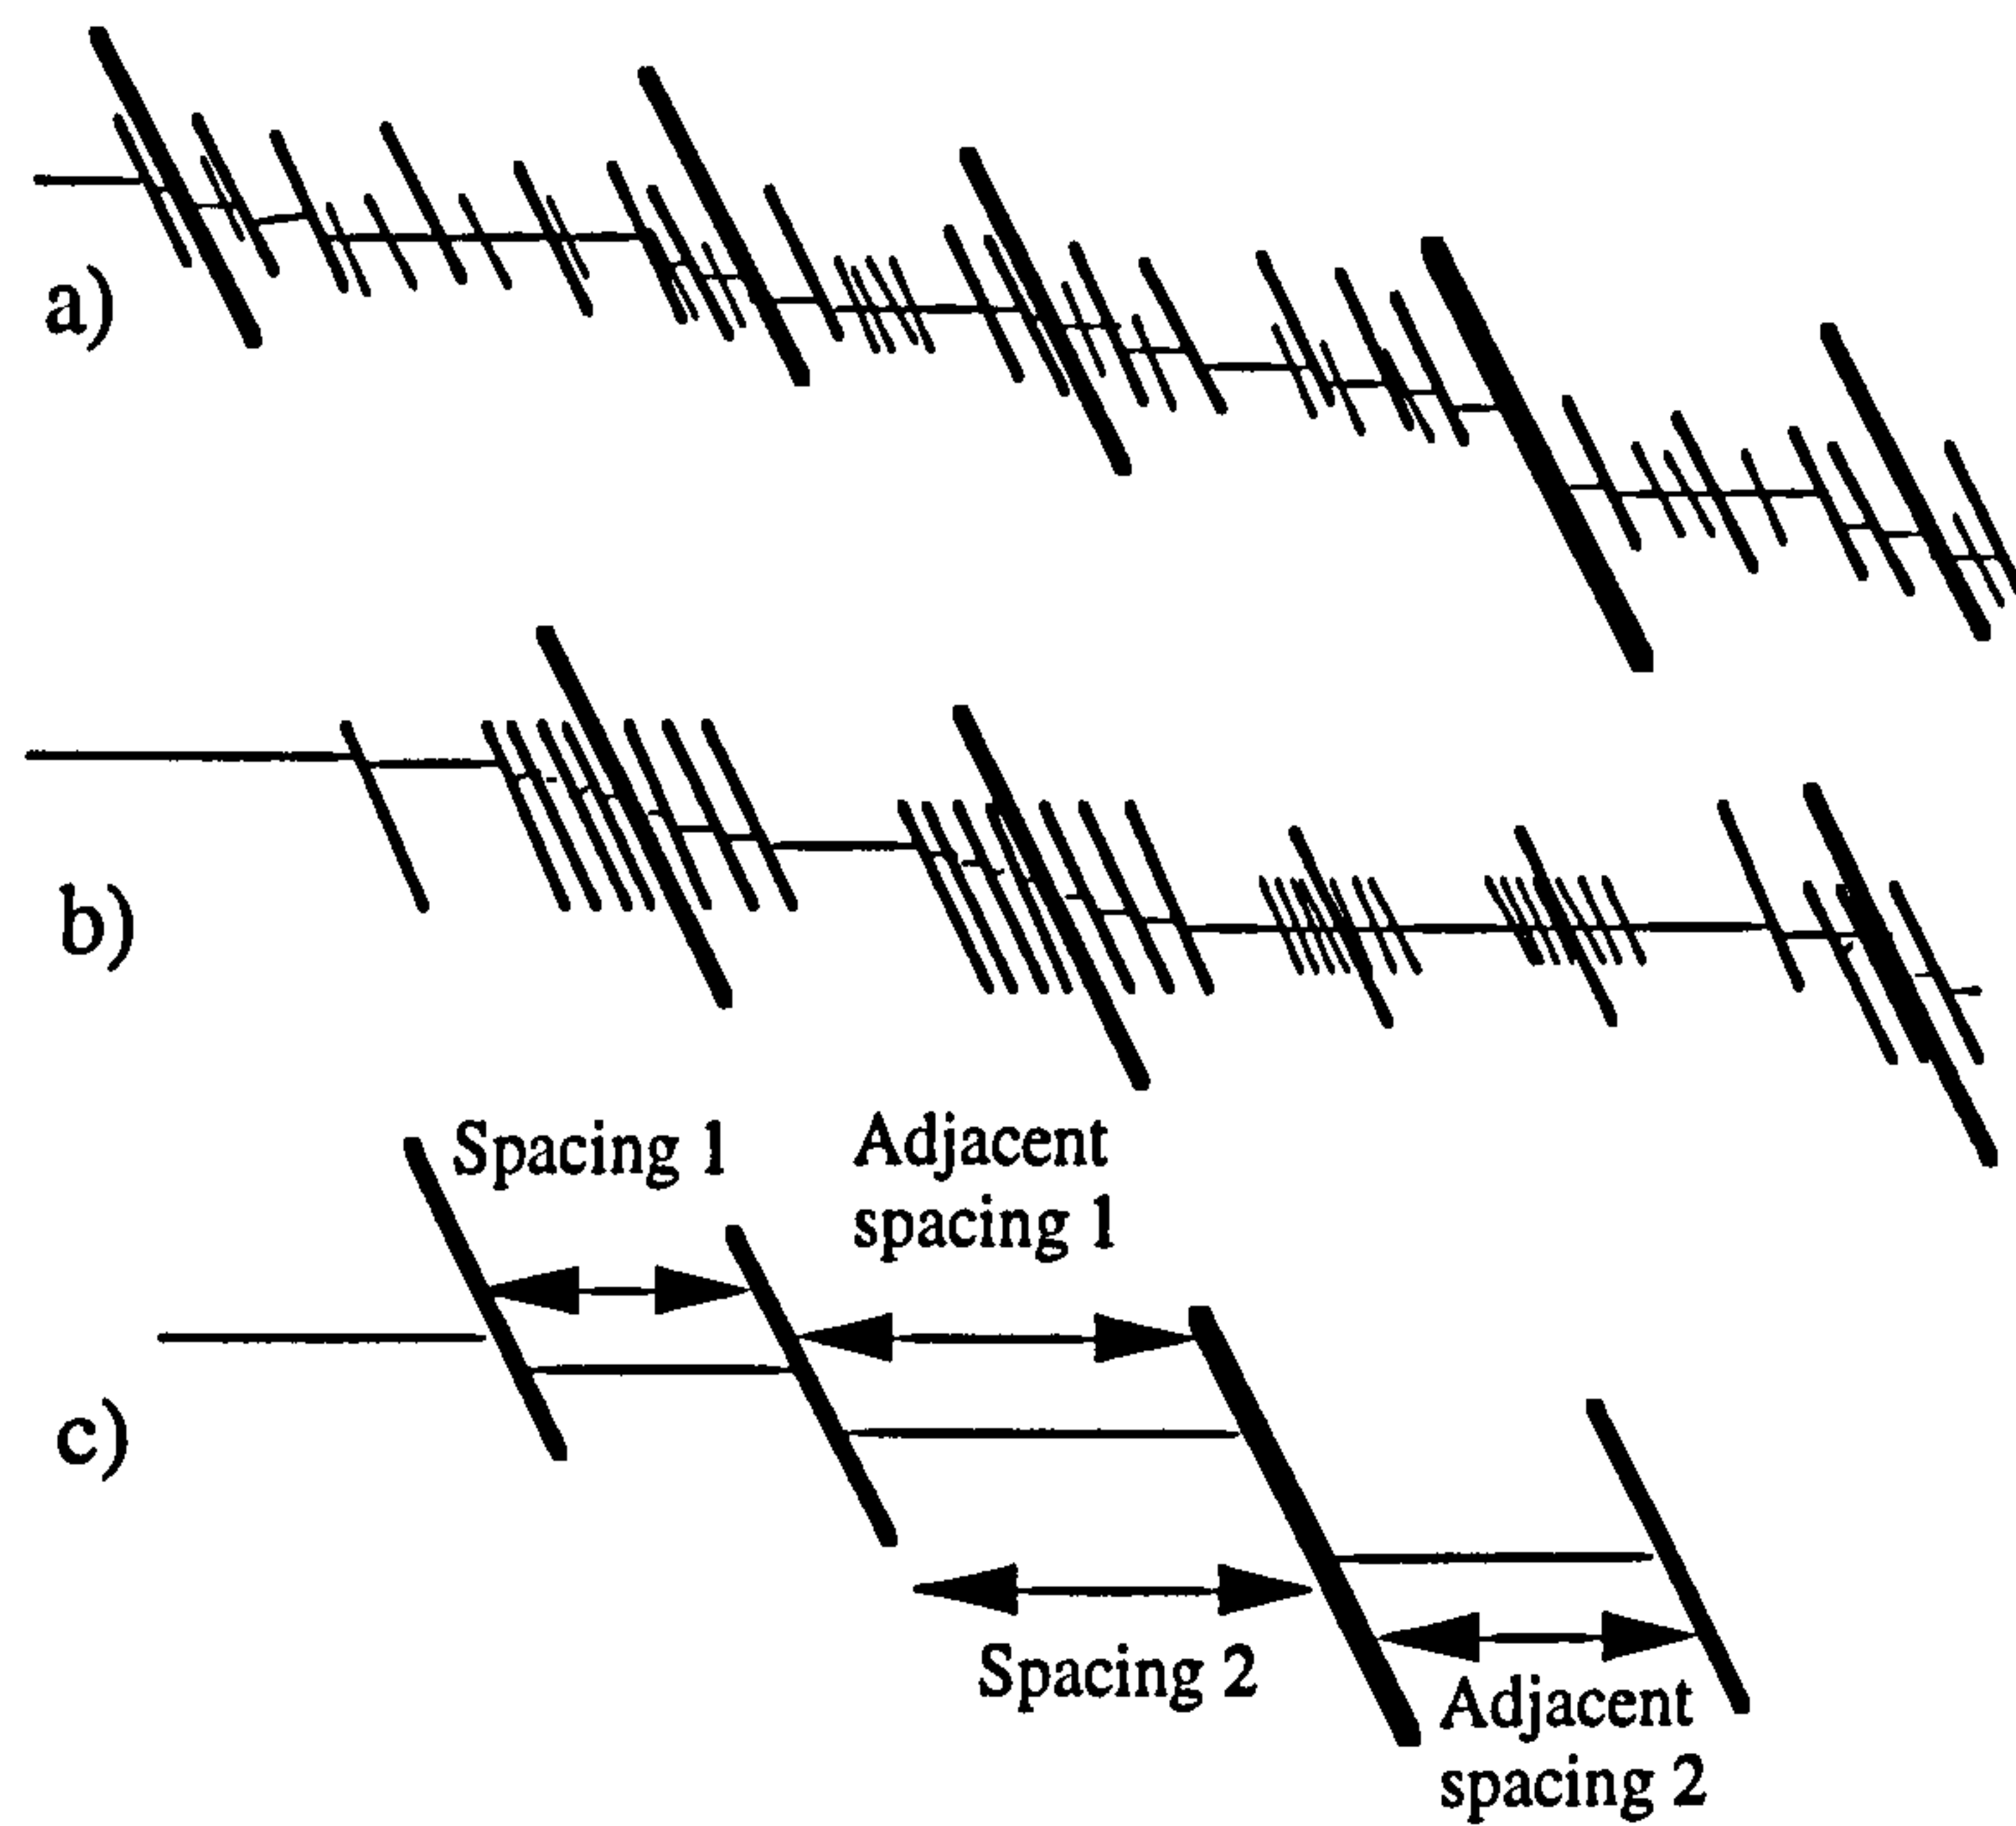 a)
b)
Spacing 1
Adjacent
spacing 1
c)
Spacing 2
Adjacent
spacing 2